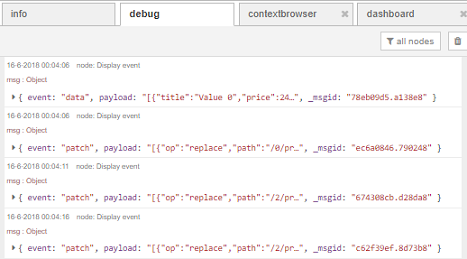 info
debug
contextbrowser ✖
dashboard ✖
all nodes
16-6-2018 00:04:06 node: Display event
msg : Object
▸ { event: "data", payload: "[{"title":"Value 0","price":24…", _msgid: "78eb09d5.a138e8" }
16-6-2018 00:04:06 node: Display event
msg : Object
▸ { event: "patch", payload: "[{"op":"replace","path":"/0/pr…", _msgid: "ec6a0846.790248" }
16-6-2018 00:04:11 node: Display event
msg : Object
▸ { event: "patch", payload: "[{"op":"replace","path":"/2/pr…", _msgid: "674308cb.d28da8" }
16-6-2018 00:04:16 node: Display event
msg : Object
▸ { event: "patch", payload: "[{"op":"replace","path":"/2/pr…", _msgid: "c62f39ef.8d73b8" }